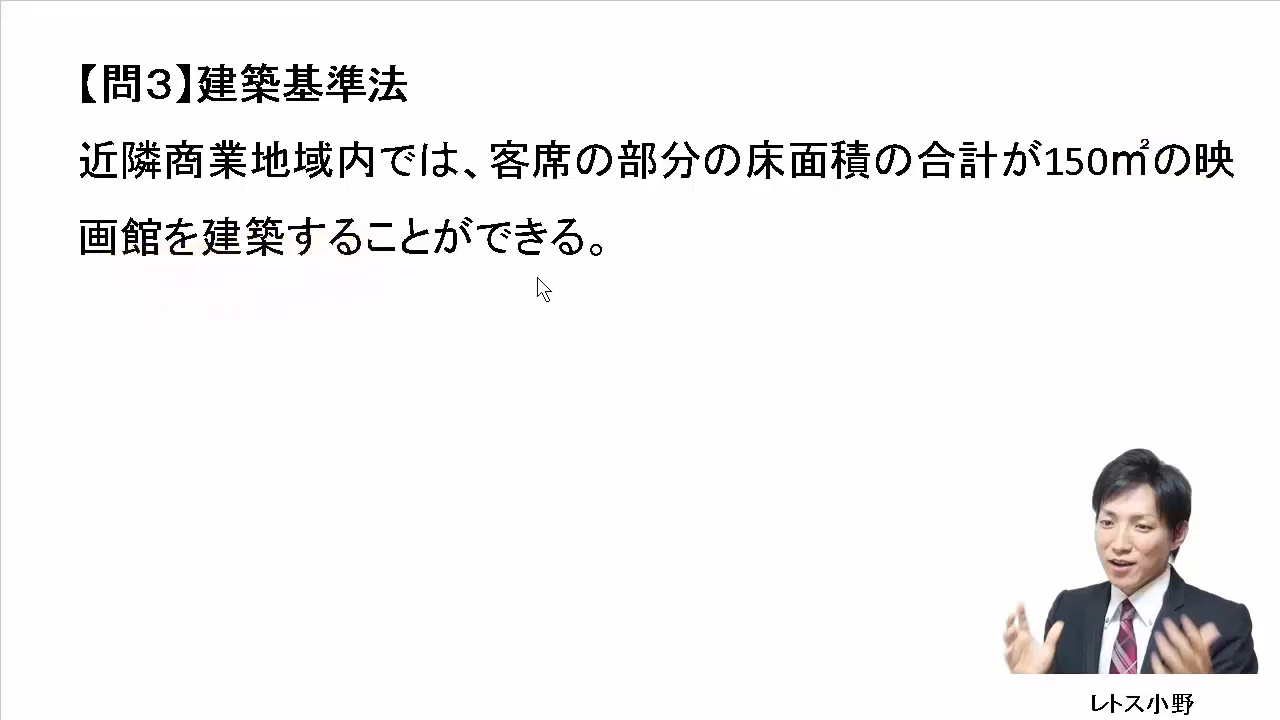 【問3】建築基準法
近隣商業地域内では、客席の部分の床面積の合計が150㎡の映
画館を建築することができる。
レトス小野